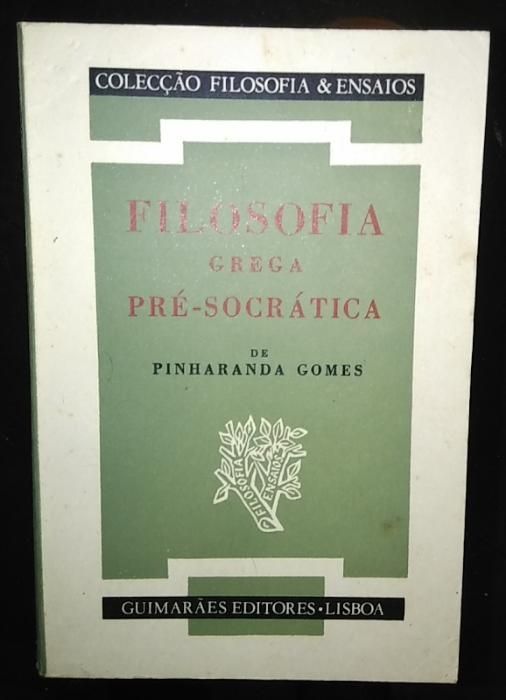 COLECÇÃO FILOSOFIA & ENSAIOS
FILOSOFIA
GREGA
PRÉ-SOCRÁTICA
DE
PINHARANDA GOMES
FILOSOFIA
ENSAIOS
GUIMARÃES EDITORES • LISBOA